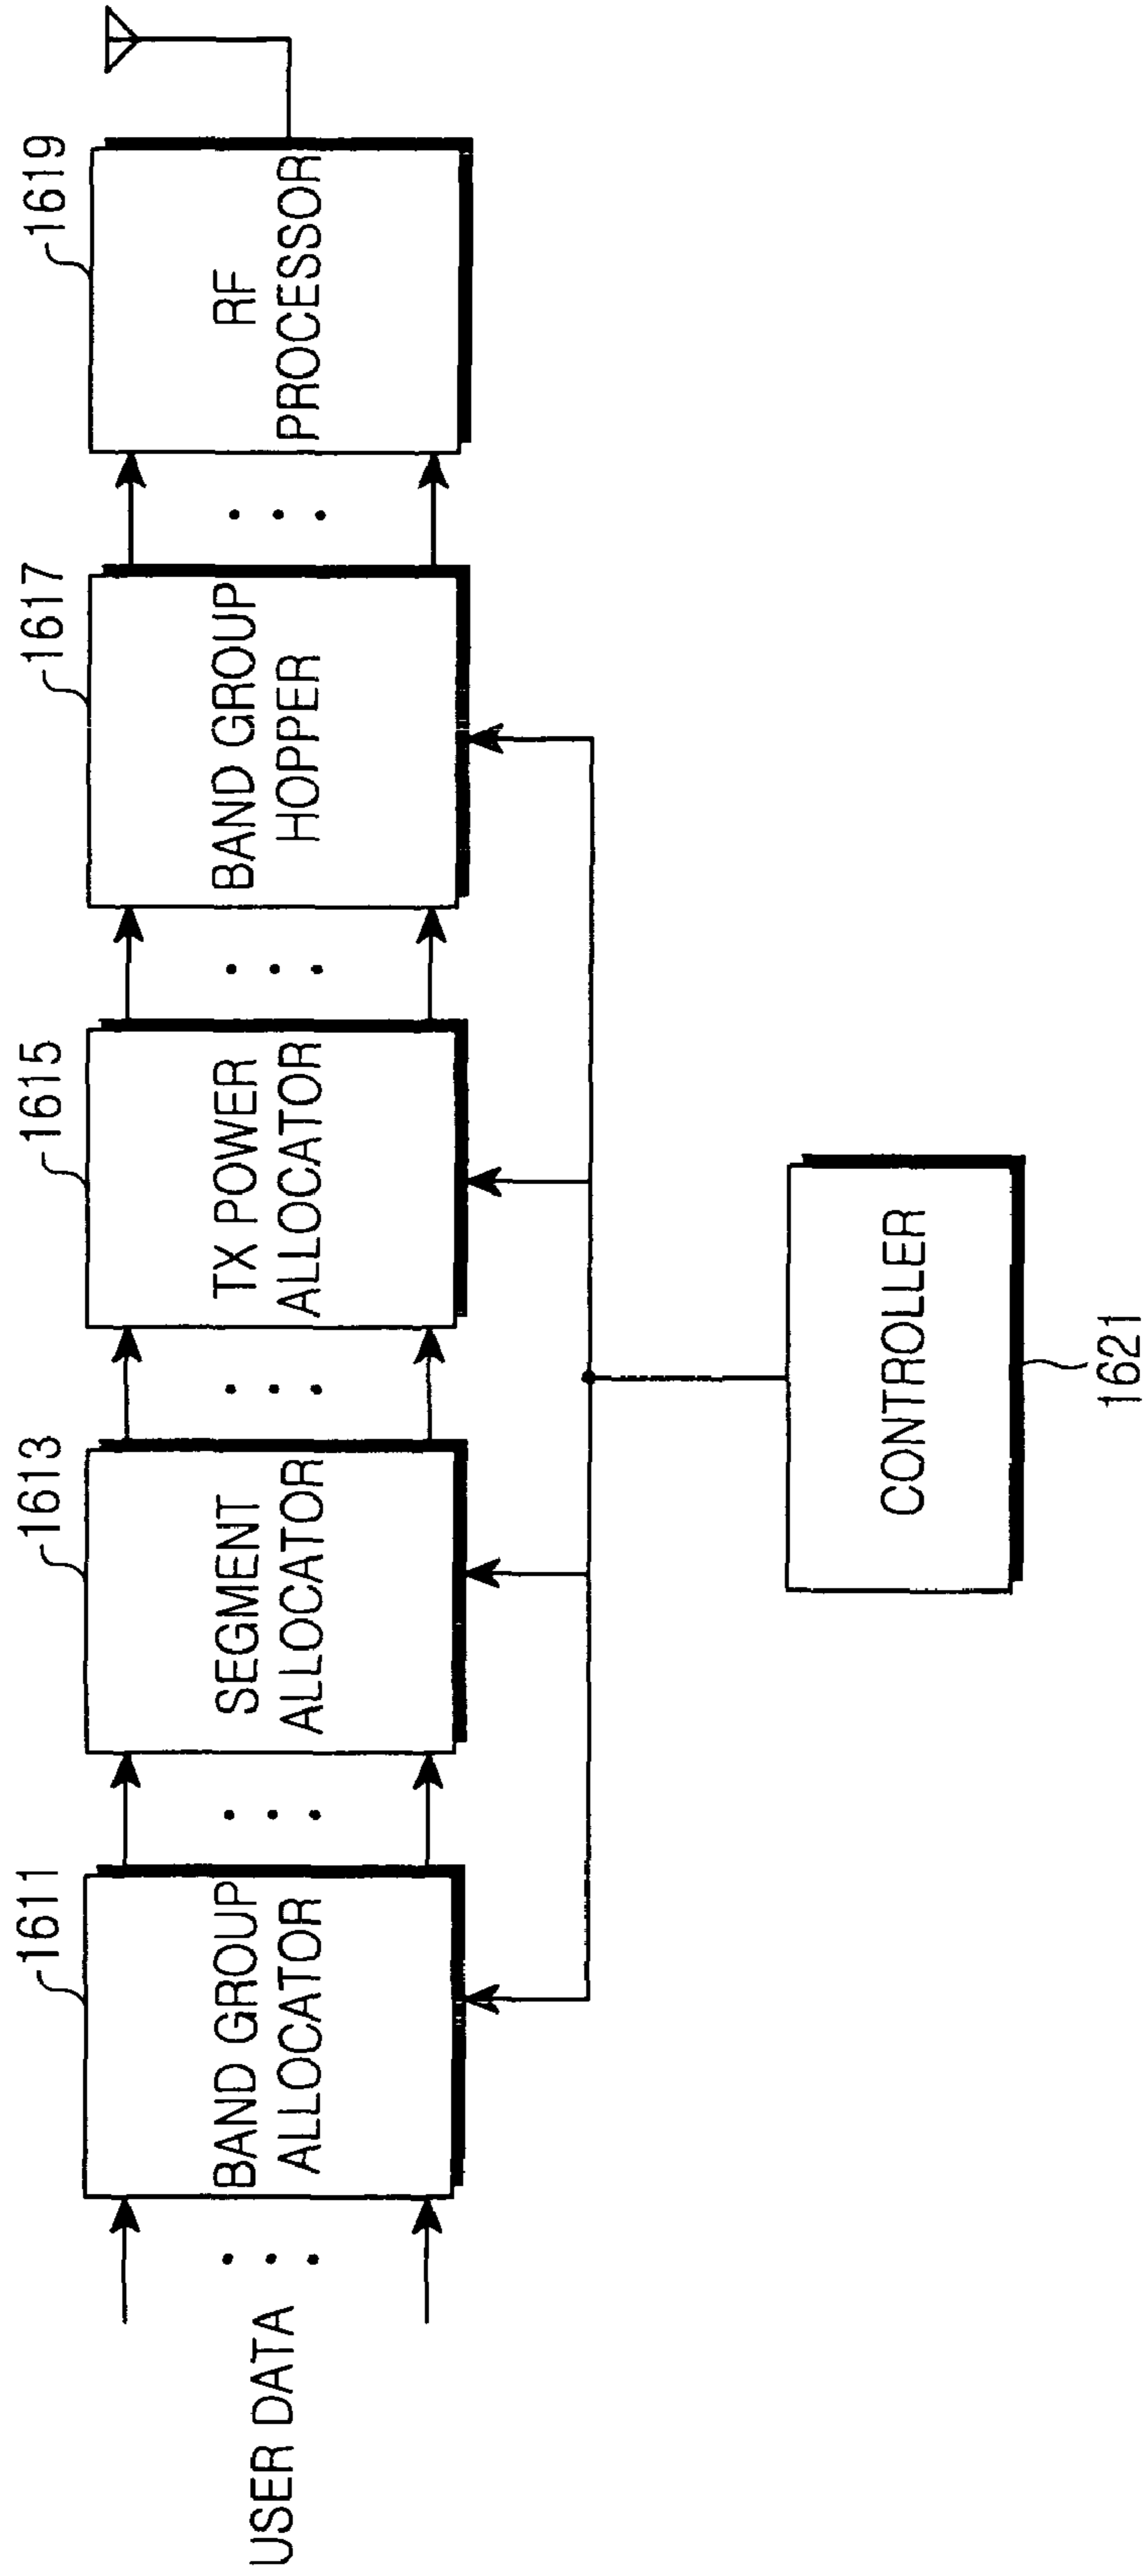 USER DATA
1611
BAND GROUP
ALLOCATOR
1613
SEGMENT
ALLOCATOR
1615
TX POWER
ALLOCATOR
1617
BAND GROUP
HOPPER
1619
RF
PROCESSOR
CONTROLLER
1621